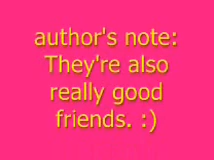 author's note:
They're also
really good
friends. :)